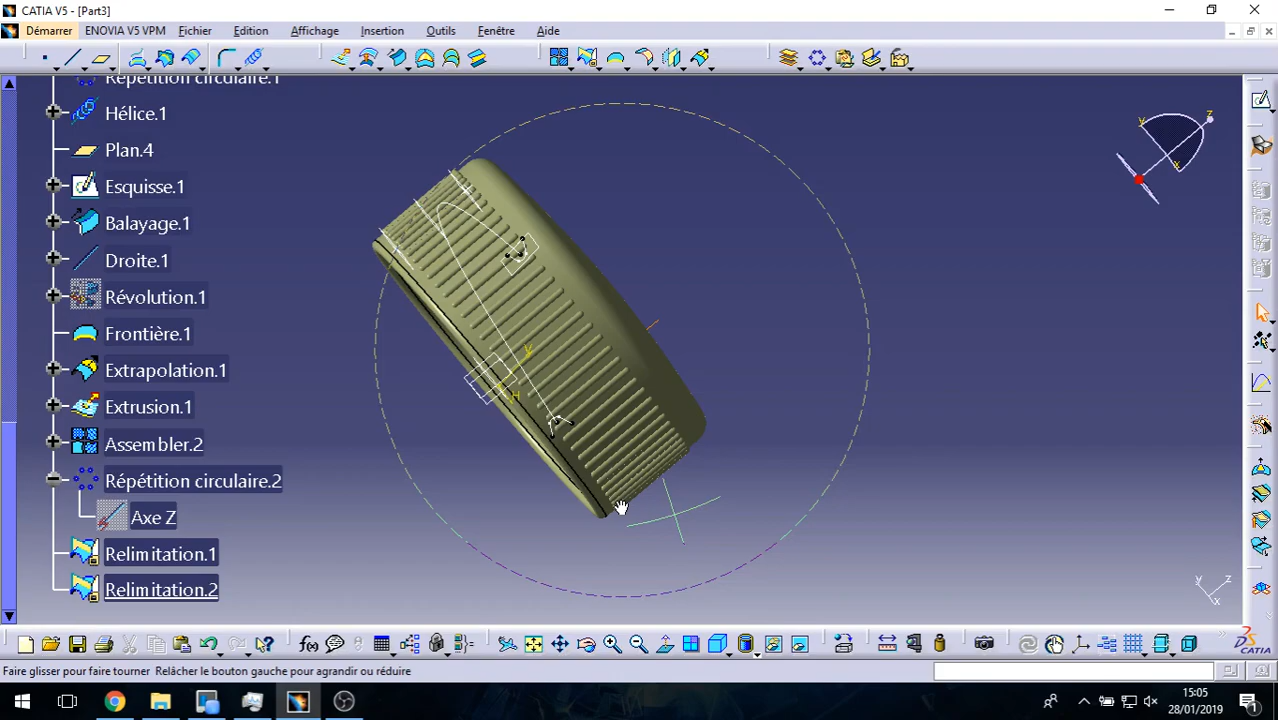 CATIA V5 - [Part3]
Démarrer ENOVIA V5 VPM Fichier Edition Affichage Insertion Outils Fenêtre Aide
Répétition circulaire.1
Hélice.1
Plan.4
Esquisse.1
Balayage.1
Droite.1
Révolution.1
Frontière.1
Extrapolation.1
Extrusion.1
Assembler.2
Répétition circulaire.2
Axe Z
Relimitation.1
Relimitation.2
y z
x
V
H
y z
x
f(x)
CATIA
Faire glisser pour faire tourner Relâcher le bouton gauche pour agrandir ou réduire
15:05
28/01/2019
1